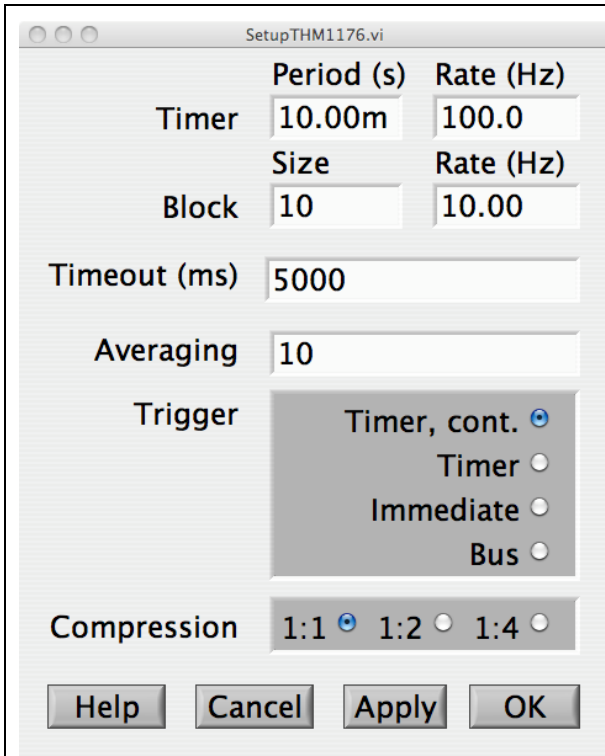 SetupTHM1176.vi
Period (s) Rate (Hz)
Timer 10.00m 100.0
Size Rate (Hz)
Block 10 10.00
Timeout (ms) 5000
Averaging 10
Trigger Timer, cont.
Timer
Immediate
Bus
Compression 1:1 1:2 1:4
Help Cancel Apply OK